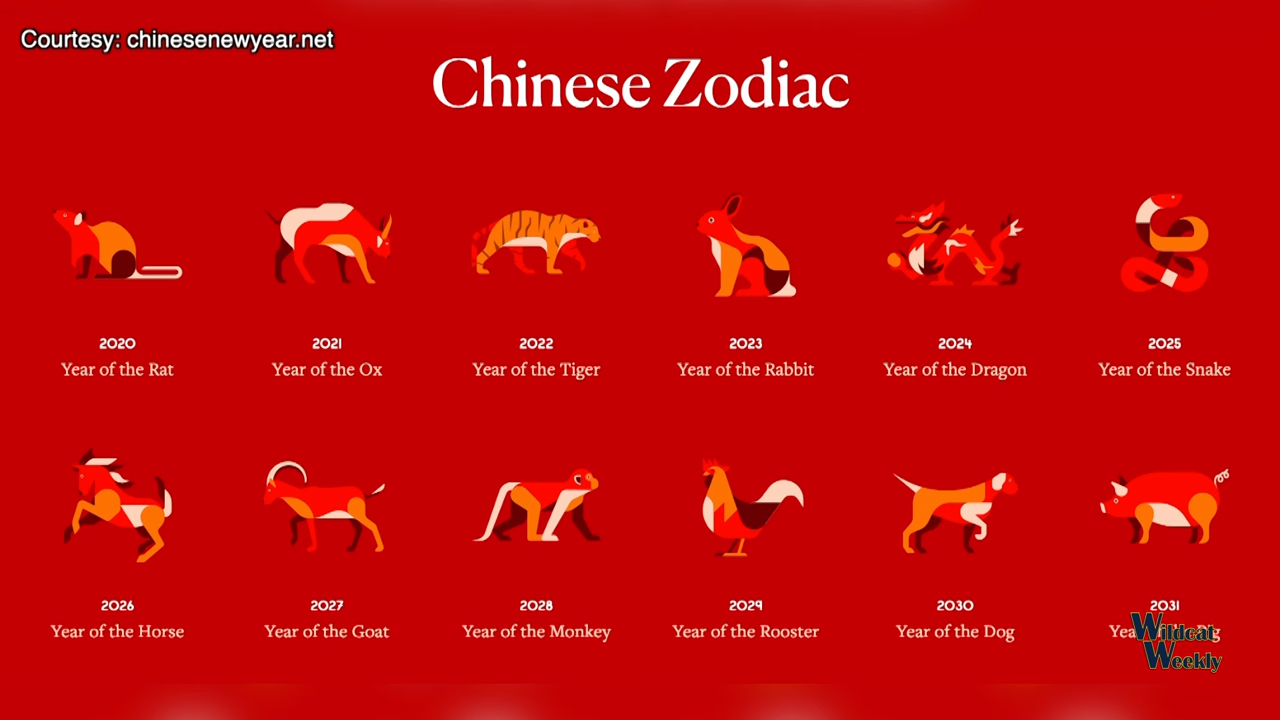 Courtesy: chinesenewyear.net
Chinese Zodiac
2020
Year of the Rat
2021
Year of the Ox
2022
Year of the Tiger
2023
Year of the Rabbit
2024
Year of the Dragon
2025
Year of the Snake
2026
Year of the Horse
2027
Year of the Goat
2028
Year of the Monkey
2029
Year of the Rooster
2030
Year of the Dog
2031
Pig
Wildcat
Weekly